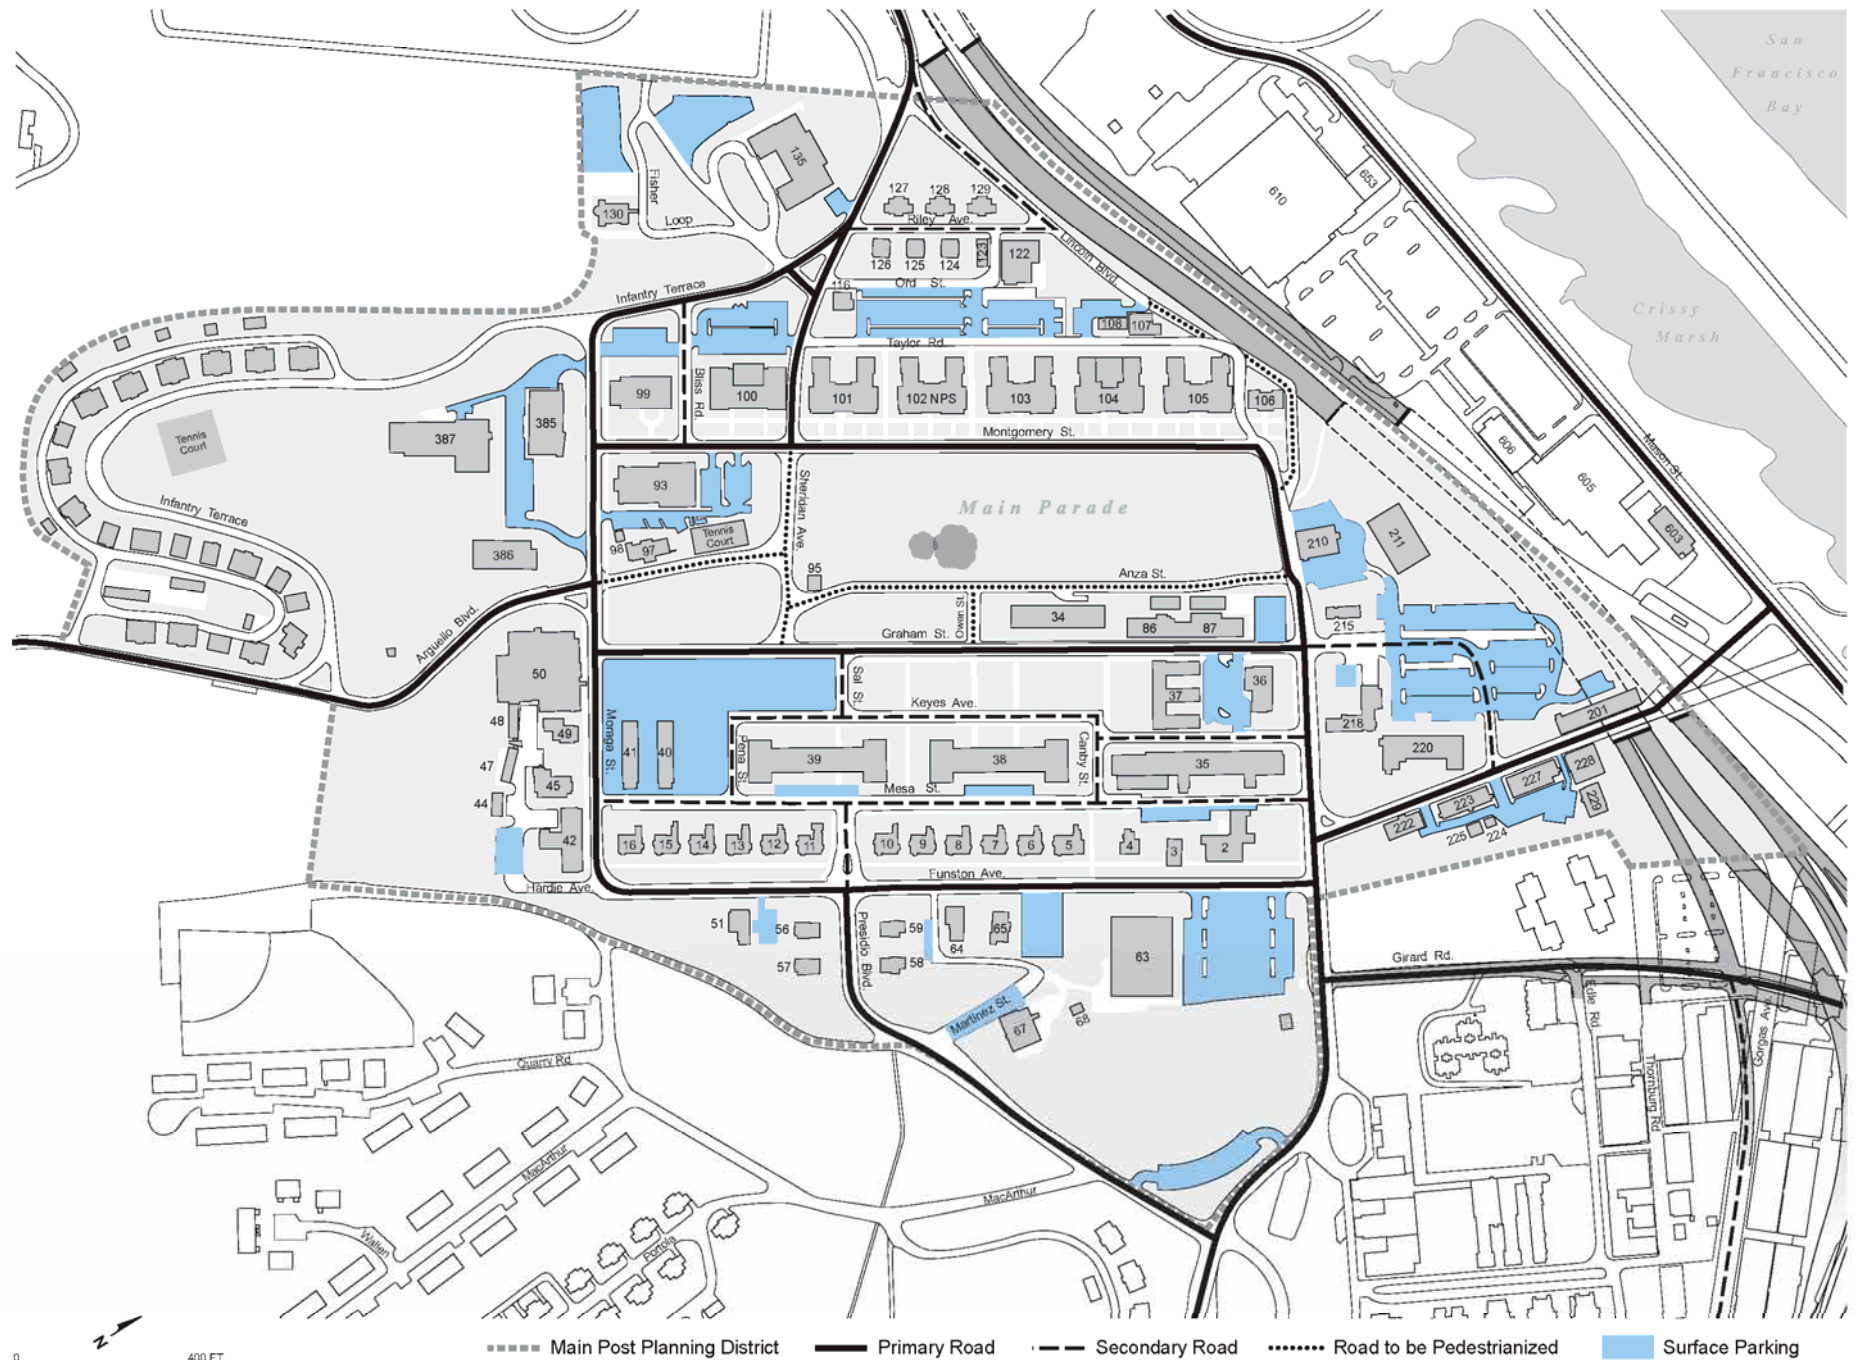 San
Francisco
Bay
135
653
610
Fisher
Loop
130
127
128
129
Riley Ave.
Lincoln Blvd.
126
125
124
123
122
Ord St.
116
Infantry Terrace
Crissy
Marsh
108
107
Taylor Rd.
Bliss Rd.
99
100
101
102 NPS
103
104
105
106
Montgomery St.
385
387
Tennis
Court
606
605
Mason St.
603
93
Sheridan Ave.
Main Parade
Infantry Terrace
Tennis
Court
98
97
386
210
211
95
Anza St.
34
86
87
215
Owen St.
Graham St.
Arguello Blvd.
50
Sal St.
37
36
Keyes Ave.
218
201
48
49
Moraga St.
41
40
Pena St.
39
38
Canby St.
35
220
47
45
44
Mesa St.
228
227
223
229
222
225
224
42
16
15
14
13
12
11
10
9
8
7
6
5
4
3
2
Hardie Ave.
Funston Ave.
51
56
57
Presidio Blvd.
59
58
64
65
63
Girard Rd.
Martinez St.
67
68
Edie Rd.
Gorgas Ave.
Thornburg Rd.
Quarry Rd
MacArthur
MacArthur
Wallen
Portola
N
0
400 FT
Main Post Planning District
Primary Road
Secondary Road
Road to be Pedestrianized
Surface Parking